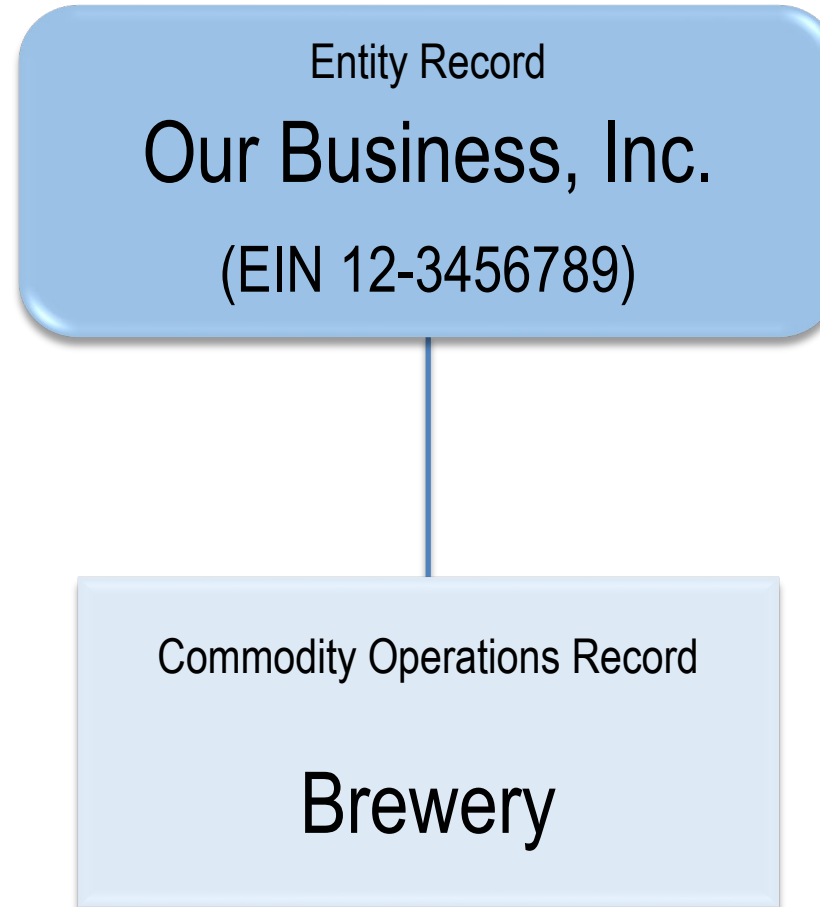 Entity Record
Our Business, Inc.
(EIN 12-3456789)
Commodity Operations Record
Brewery